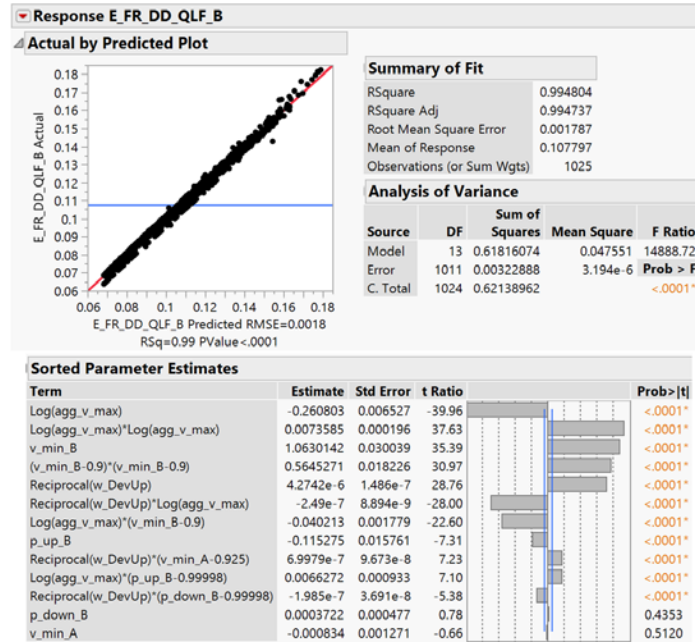 Response E_FR_DD_QLF_B
Actual by Predicted Plot
E_FR_DD_QLF_B Actual
0.18
0.17
0.16
0.15
0.14
0.13
0.12
0.11
0.1
0.09
0.08
0.07
0.06
0.06 0.08 0.1 0.12 0.14 0.16 0.18
E_FR_DD_QLF_B Predicted RMSE=0.0018
RSq=0.99 PValue<.0001
Summary of Fit
RSquare 0.994804
RSquare Adj 0.994737
Root Mean Square Error 0.001787
Mean of Response 0.107797
Observations (or Sum Wgts) 1025
Analysis of Variance
Sum of
Source DF Squares Mean Square F Ratio
Model 13 0.61816074 0.047551 14888.72
Error 1011 0.00322888 3.194e-6 Prob > F
C. Total 1024 0.62138962 <.0001*
Sorted Parameter Estimates
Term Estimate Std Error t Ratio Prob>|t|
Log(agg_v_max) -0.260803 0.006527 -39.96 <.0001*
Log(agg_v_max)*Log(agg_v_max) 0.0073585 0.000196 37.63 <.0001*
v_min_B 1.0630142 0.030039 35.39 <.0001*
(v_min_B-0.9)*(v_min_B-0.9) 0.5645271 0.018226 30.97 <.0001*
Reciprocal(w_DevUp) 4.2742e-6 1.486e-7 28.76 <.0001*
Reciprocal(w_DevUp)*Log(agg_v_max) -2.49e-7 8.894e-9 -28.00 <.0001*
Log(agg_v_max)*(v_min_B-0.9) -0.040213 0.001779 -22.60 <.0001*
p_up_B -0.115275 0.015761 -7.31 <.0001*
Reciprocal(w_DevUp)*(v_min_A-0.925) 6.9979e-7 9.673e-8 7.23 <.0001*
Log(agg_v_max)*(p_up_B-0.99998) 0.0066272 0.000933 7.10 <.0001*
Reciprocal(w_DevUp)*(p_down_B-0.99998) -1.985e-7 3.691e-8 -5.38 <.0001*
p_down_B 0.0003722 0.000477 0.78 0.4353
v_min_A -0.000834 0.001271 -0.66 0.5120